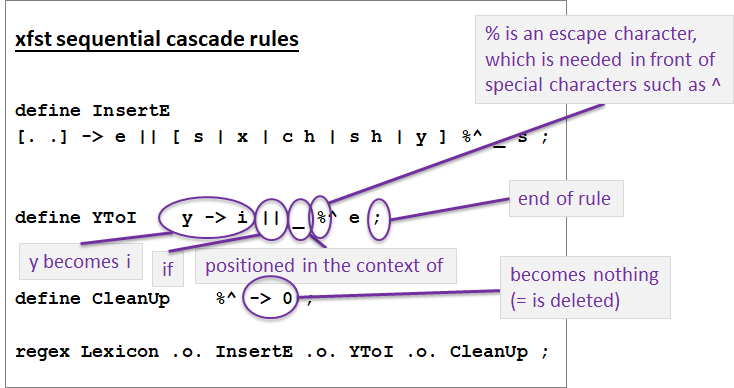 xfst sequential cascade rules
% is an escape character,
which is needed in front of
special characters such as ^
define InsertE
[. .] -> e || [ s | x | c h | s h | y ] %^ _ s ;
define YToI y -> i || _ %^ e ;
end of rule
y becomes i
if
positioned in the context of
define CleanUp %^ -> 0 ;
becomes nothing
(= is deleted)
regex Lexicon .o. InsertE .o. YToI .o. CleanUp ;